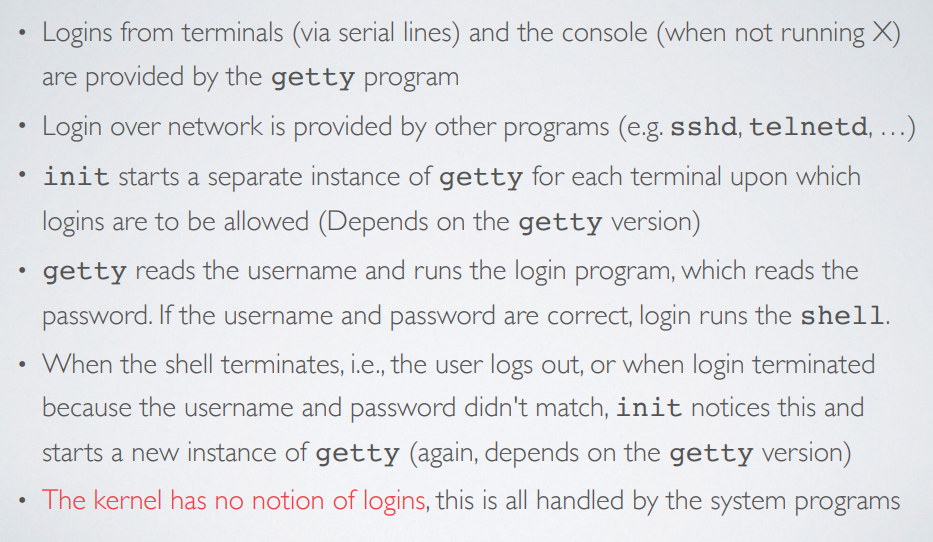 • Logins from terminals (via serial lines) and the console (when not running X)
are provided by the getty program
• Login over network is provided by other programs (e.g. sshd, telnetd, …)
• init starts a separate instance of getty for each terminal upon which
logins are to be allowed (Depends on the getty version)
• getty reads the username and runs the login program, which reads the
password. If the username and password are correct, login runs the shell.
• When the shell terminates, i.e., the user logs out, or when login terminated
because the username and password didn't match, init notices this and
starts a new instance of getty (again, depends on the getty version)
• The kernel has no notion of logins, this is all handled by the system programs